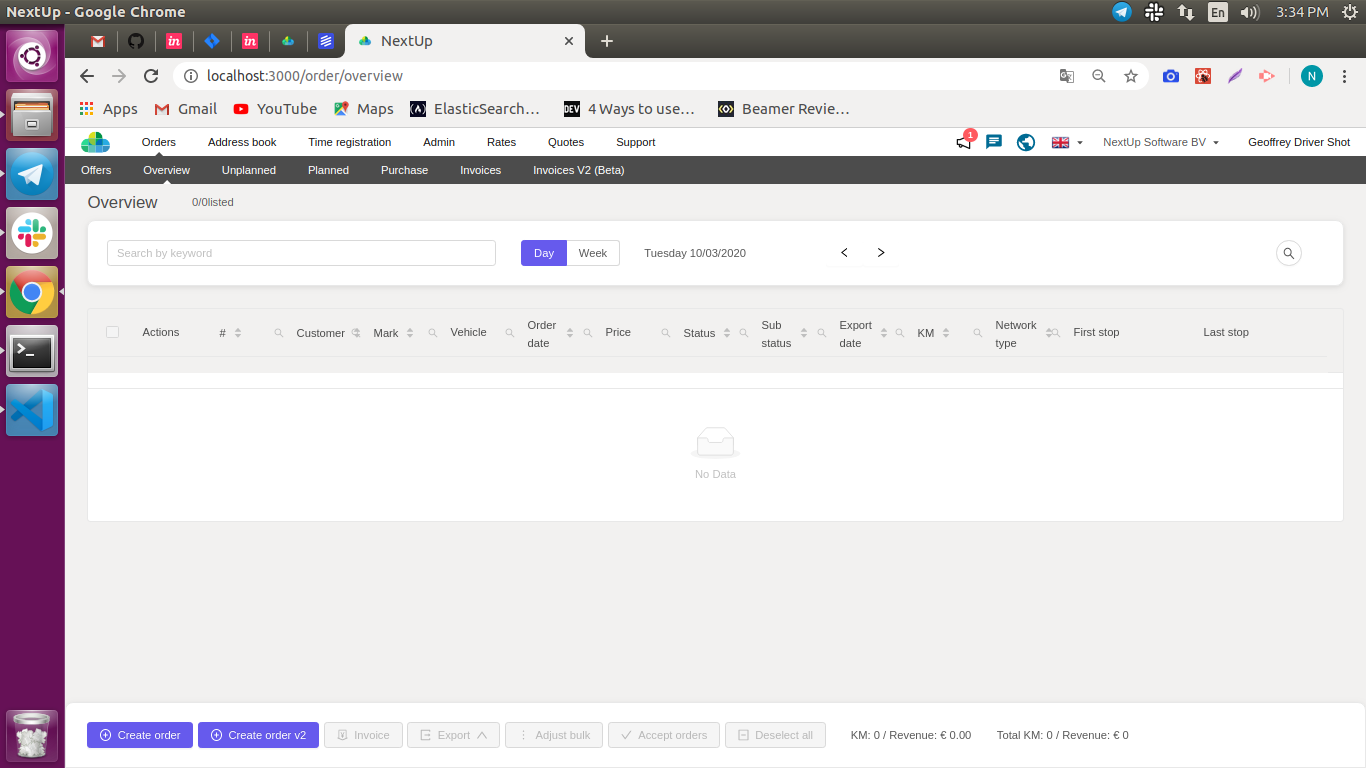 NextUp - Google Chrome
En
3:34 PM
in
in
NextUp
localhost:3000/order/overview
N
Apps
Gmail
YouTube
Maps
ElasticSearch…
DEV
4 Ways to use…
Beamer Revie…
Orders
Address book
Time registration
Admin
Rates
Quotes
Support
1
NextUp Software BV
Geoffrey Driver Shot
Offers
Overview
Unplanned
Planned
Purchase
Invoices
Invoices V2 (Beta)
Overview
0/0listed
Search by keyword
Day
Week
Tuesday 10/03/2020
Actions
#
Customer
Mark
Vehicle
Order
date
Price
Status
Sub
status
Export
date
KM
Network
type
First stop
Last stop
No Data
Create order
Create order v2
Invoice
Export
Adjust bulk
Accept orders
Deselect all
KM: 0 / Revenue: € 0.00
Total KM: 0 / Revenue: € 0